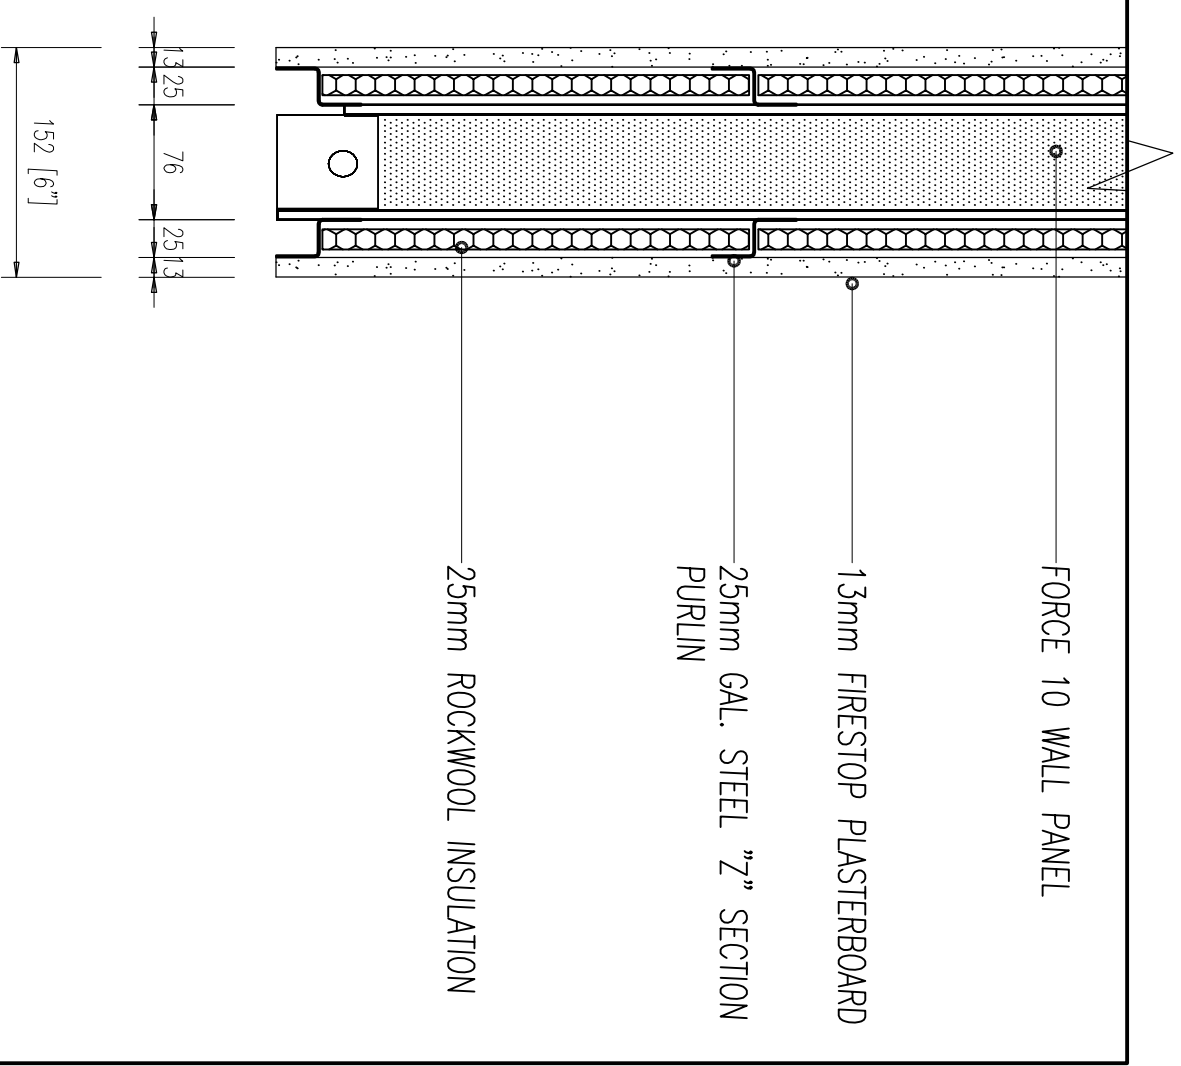 FORCE 10 WALL PANEL
13mm FIRESTOP PLASTERBOARD
25mm GAL. STEEL "Z" SECTION
PURLIN
25mm ROCKWOOL INSULATION
13 25 76 25 13
152 [6"]